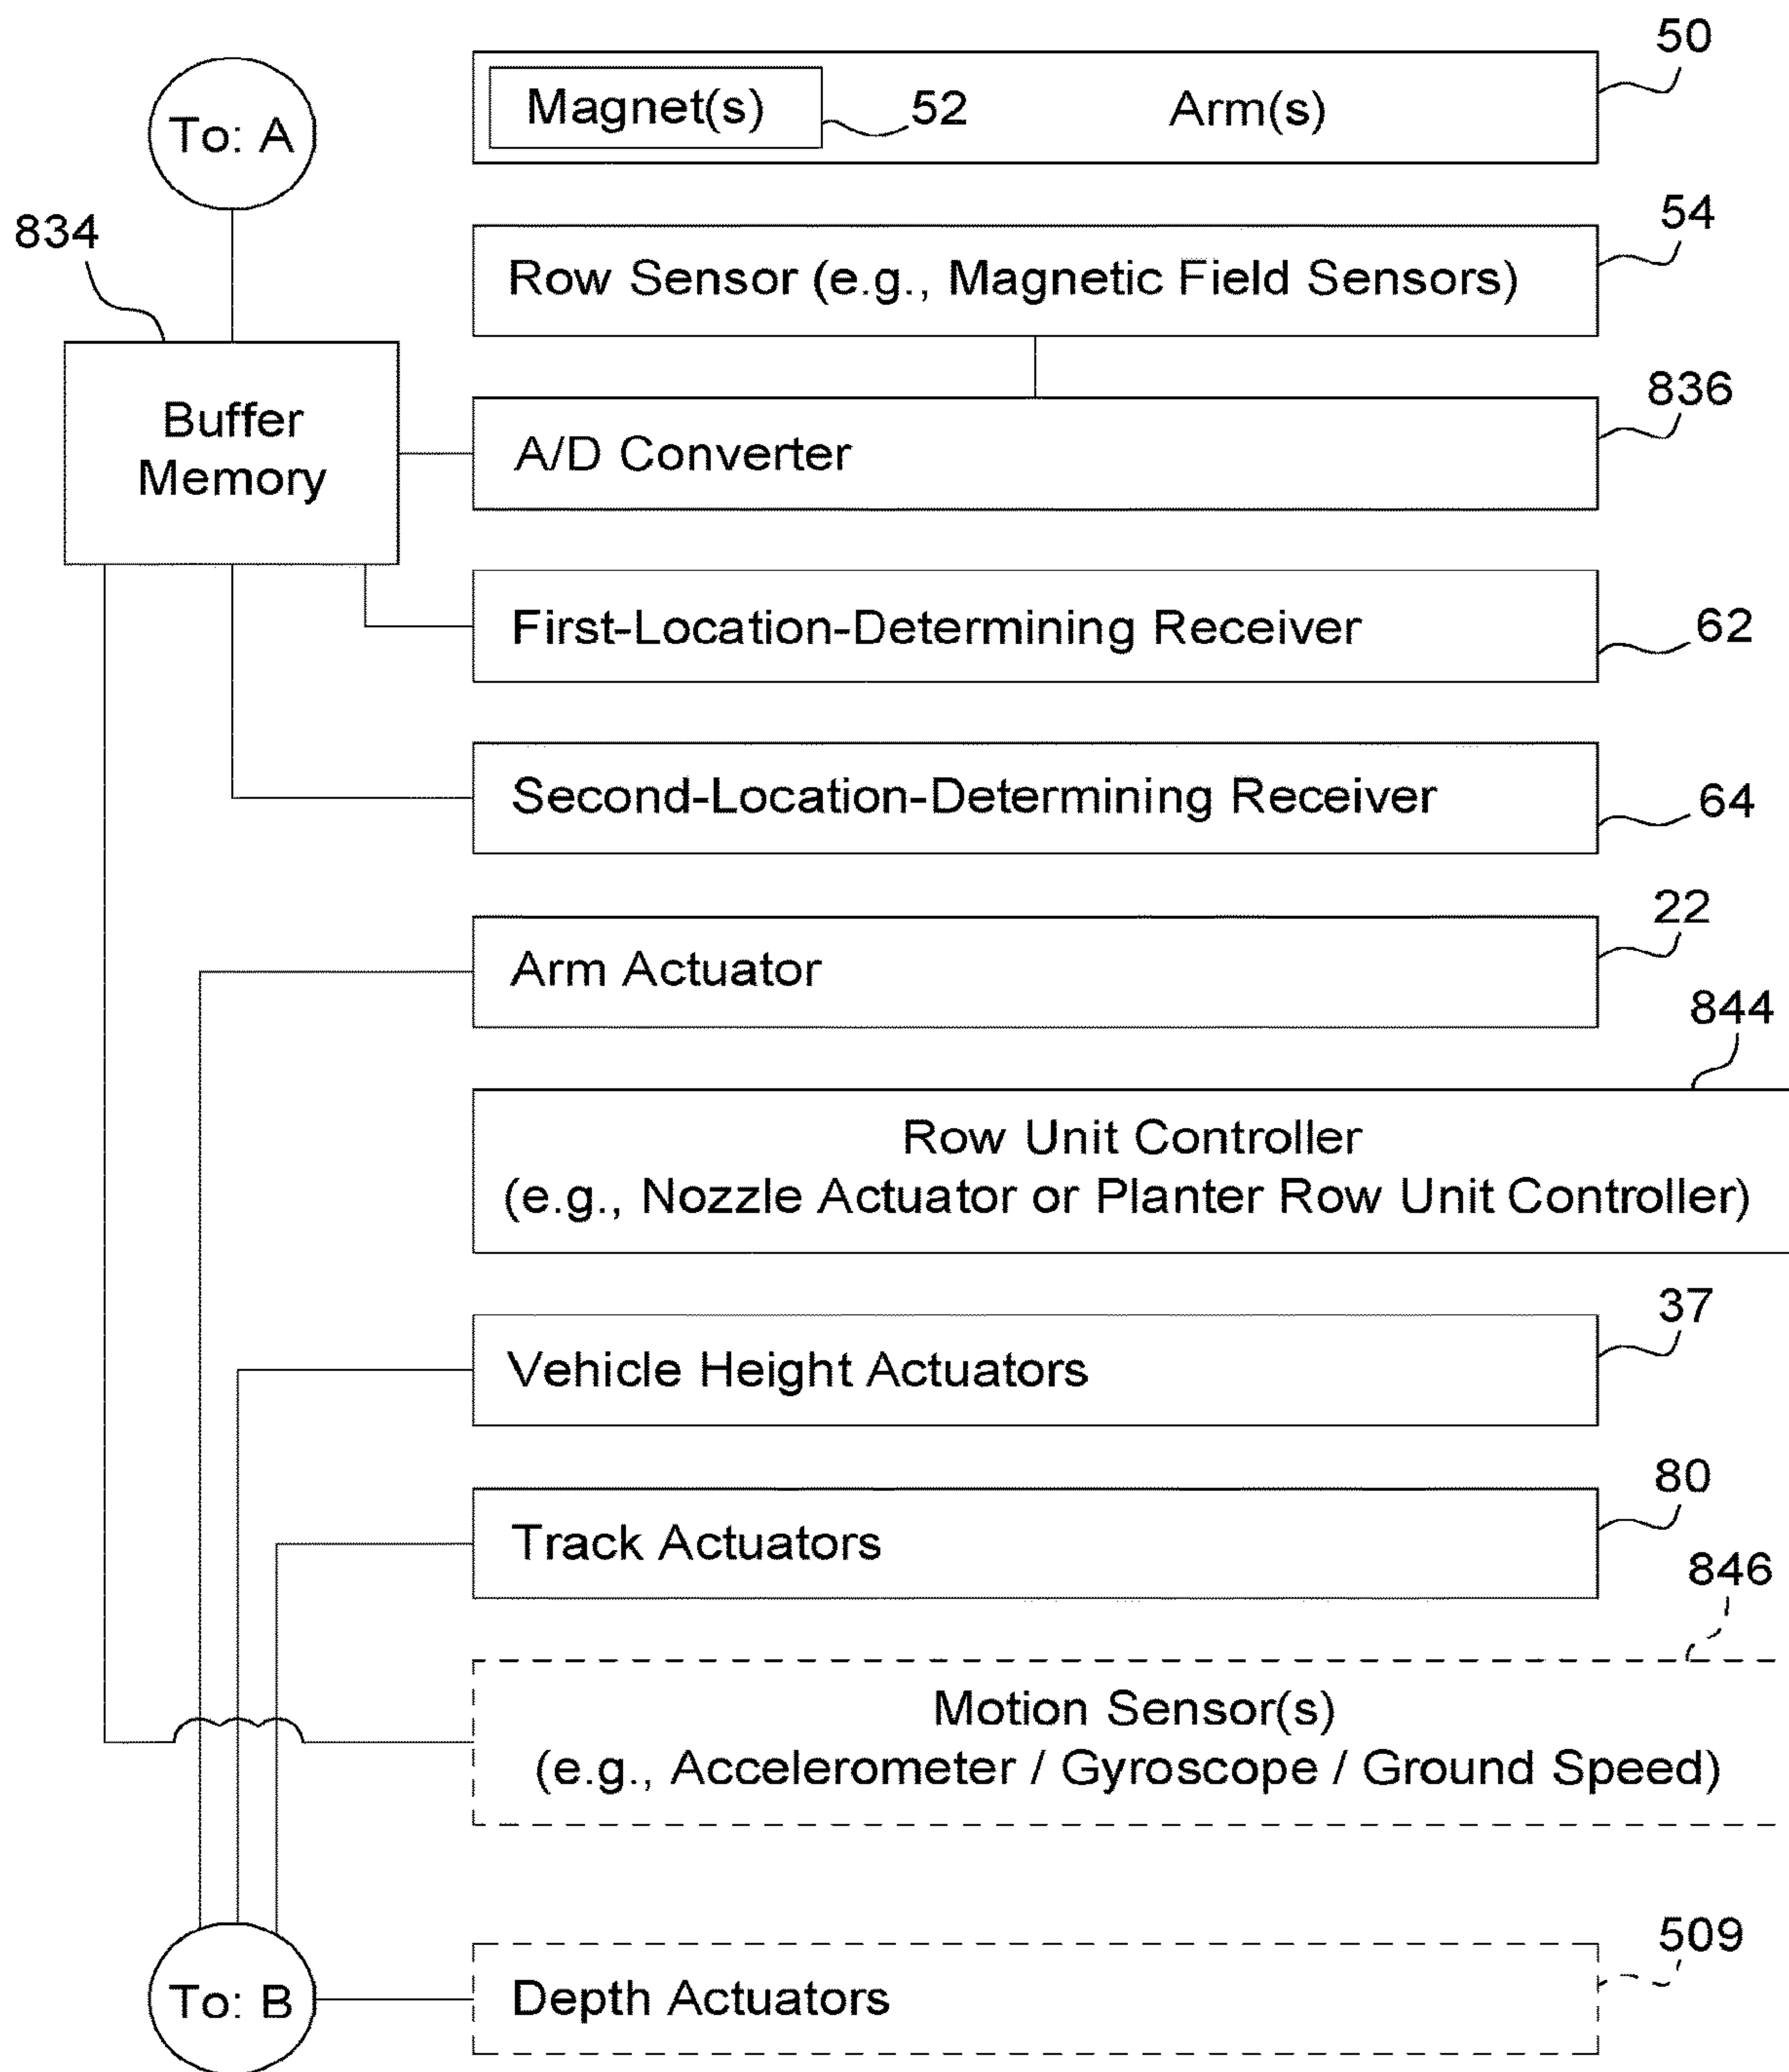 50
Magnet(s)
52
Arm(s)
To: A
54
834
Row Sensor (e.g., Magnetic Field Sensors)
836
Buffer
Memory
A/D Converter
First-Location-Determining Receiver
62
Second-Location-Determining Receiver
64
22
Arm Actuator
844
Row Unit Controller
(e.g., Nozzle Actuator or Planter Row Unit Controller)
37
Vehicle Height Actuators
80
Track Actuators
846
Motion Sensor(s)
(e.g., Accelerometer / Gyroscope / Ground Speed)
509
To: B
Depth Actuators